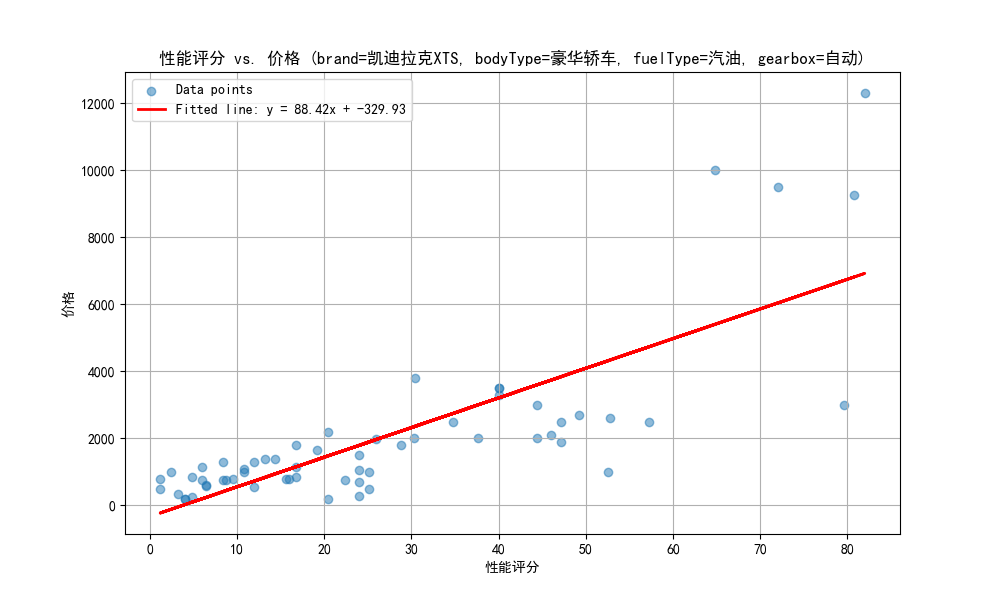 性能评分 vs. 价格 (brand=凯迪拉克XTS, bodyType=豪华轿车, fuelType=汽油, gearbox=自动)
Data points
Fitted line: y = 88.42x + -329.93
12000
10000
8000
6000
4000
2000
0
价格
0 10 20 30 40 50 60 70 80
性能评分